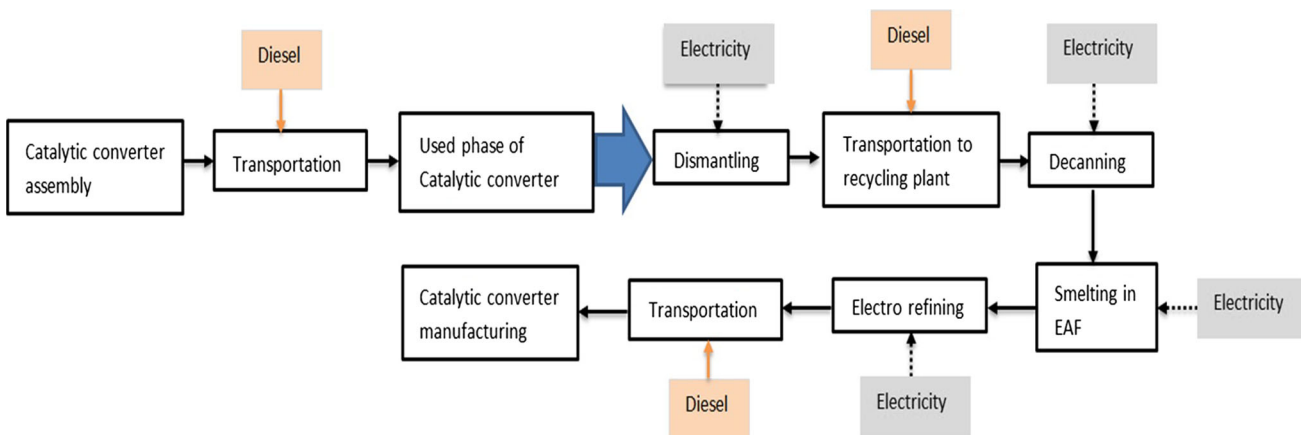 Diesel
Electricity
Diesel
Electricity
Catalytic converter
assembly
Transportation
Used phase of
Catalytic converter
Dismantling
Transportation to
recycling plant
Decanning
Catalytic converter
manufacturing
Transportation
Electro refining
Smelting in
EAF
Electricity
Diesel
Electricity